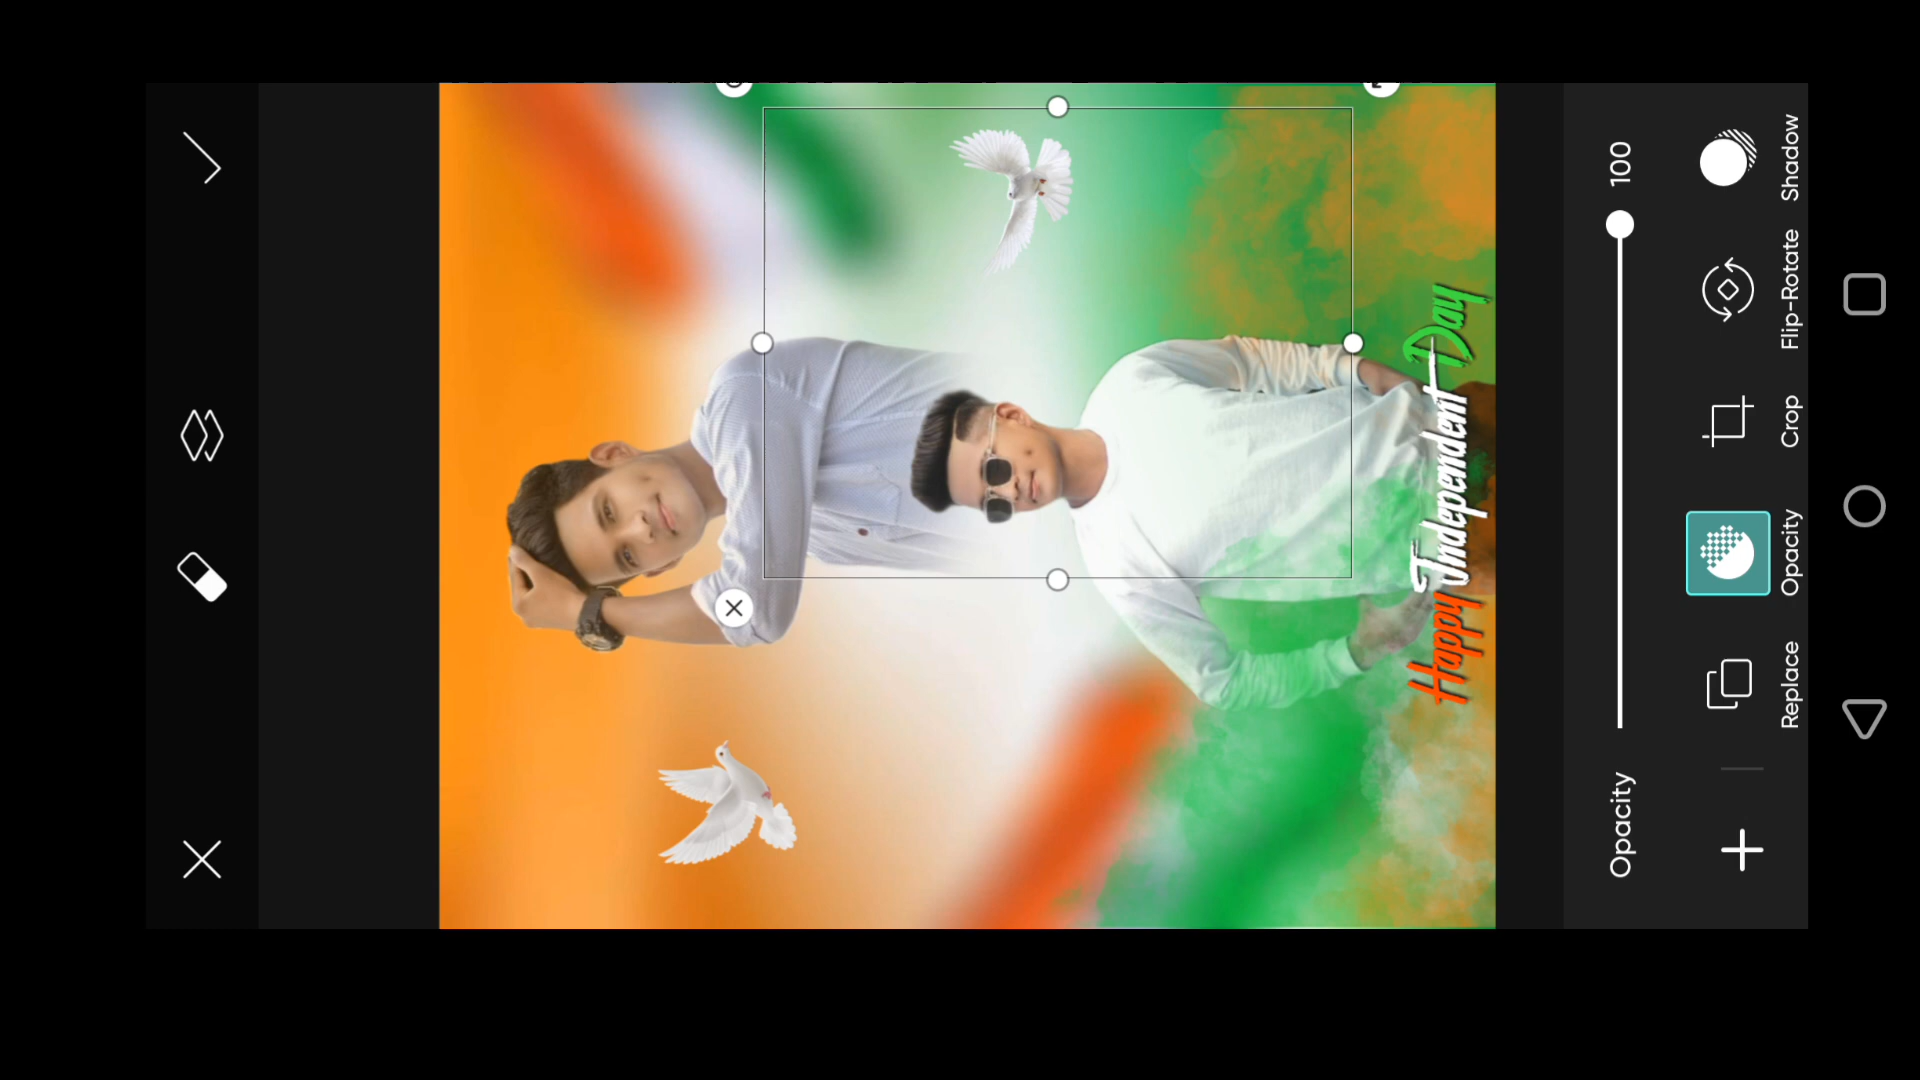 Happy Independent Day
Opacity 100
Replace
Opacity
Crop
Flip-Rotate
Shadow